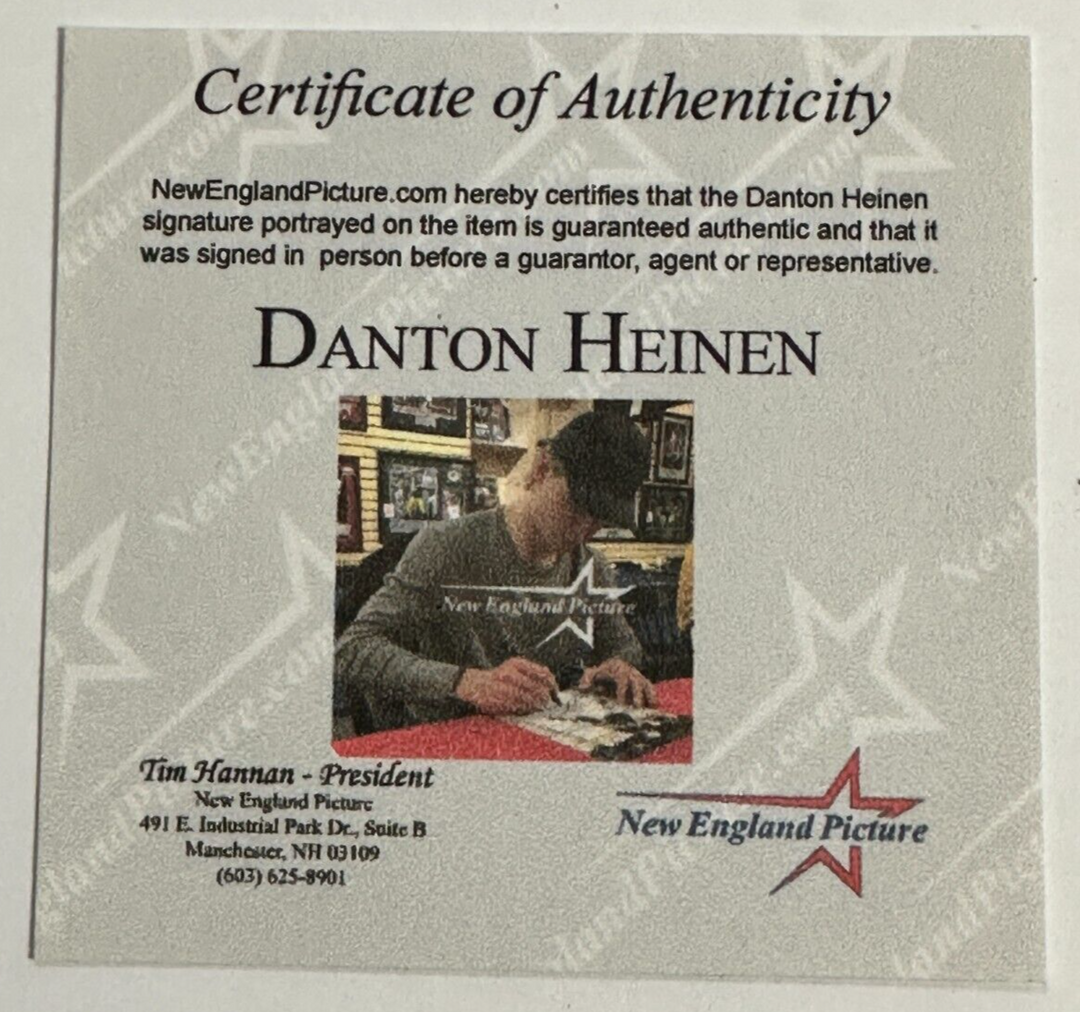 Certificate of Authenticity
NewEnglandPicture.com hereby certifies that the Danton Heinen
signature portrayed on the item is guaranteed authentic and that it
was signed in person before a guarantor, agent or representative.
DANTON HEINEN
New England Picture
Tim Hannan - President
New England Picture
491 E. Industrial Park Dr., Suite B
Manchester, NH 03109
(603) 625-8901
New England Picture